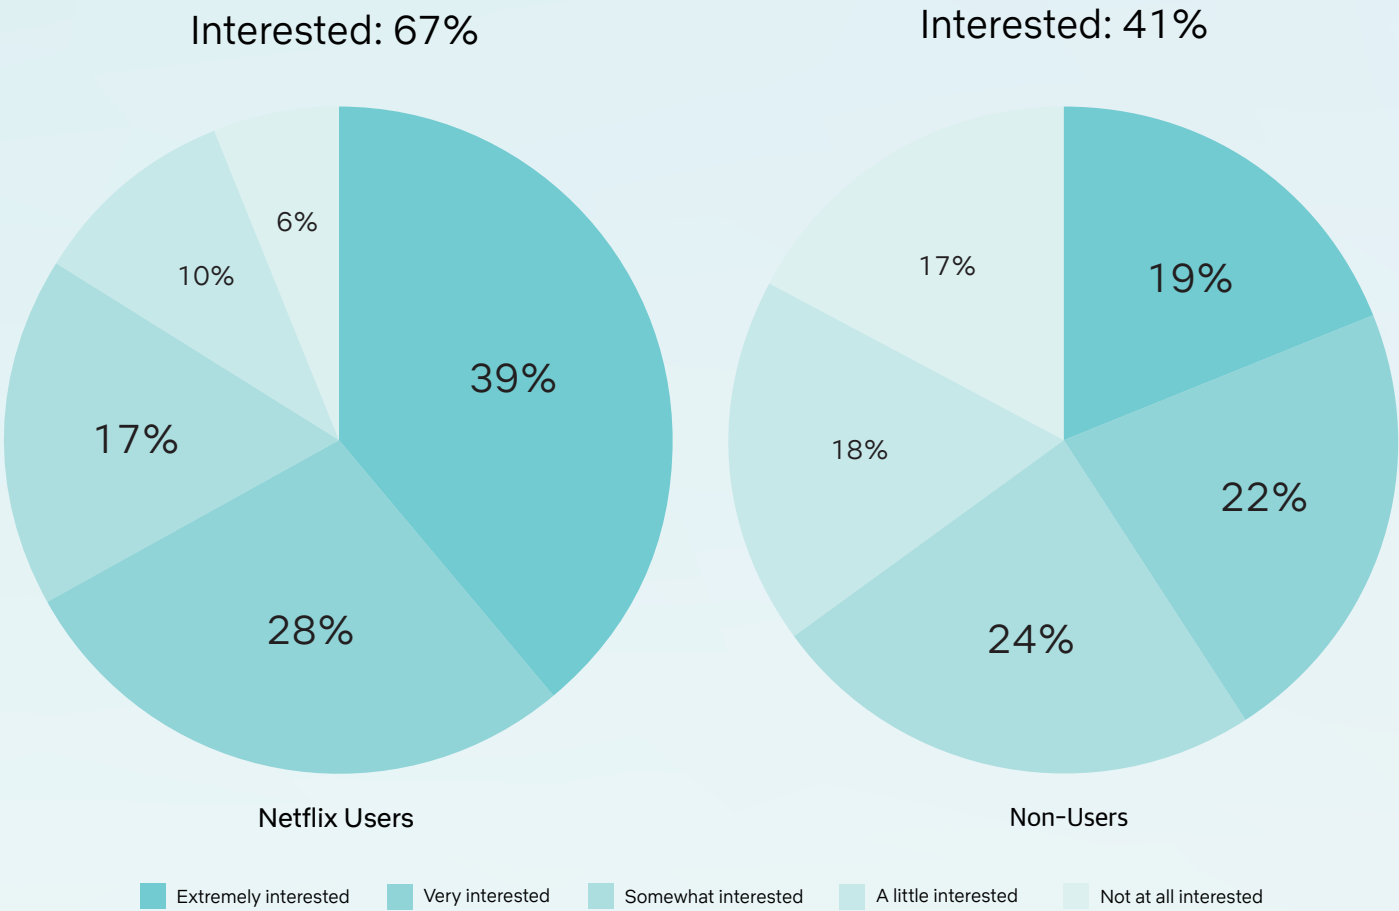 Interested: 67%
Interested: 41%
6%
10%
39%
17%
28%
17%
19%
18%
22%
24%
Netflix Users
Non-Users
Extremely interested
Very interested
Somewhat interested
A little interested
Not at all interested